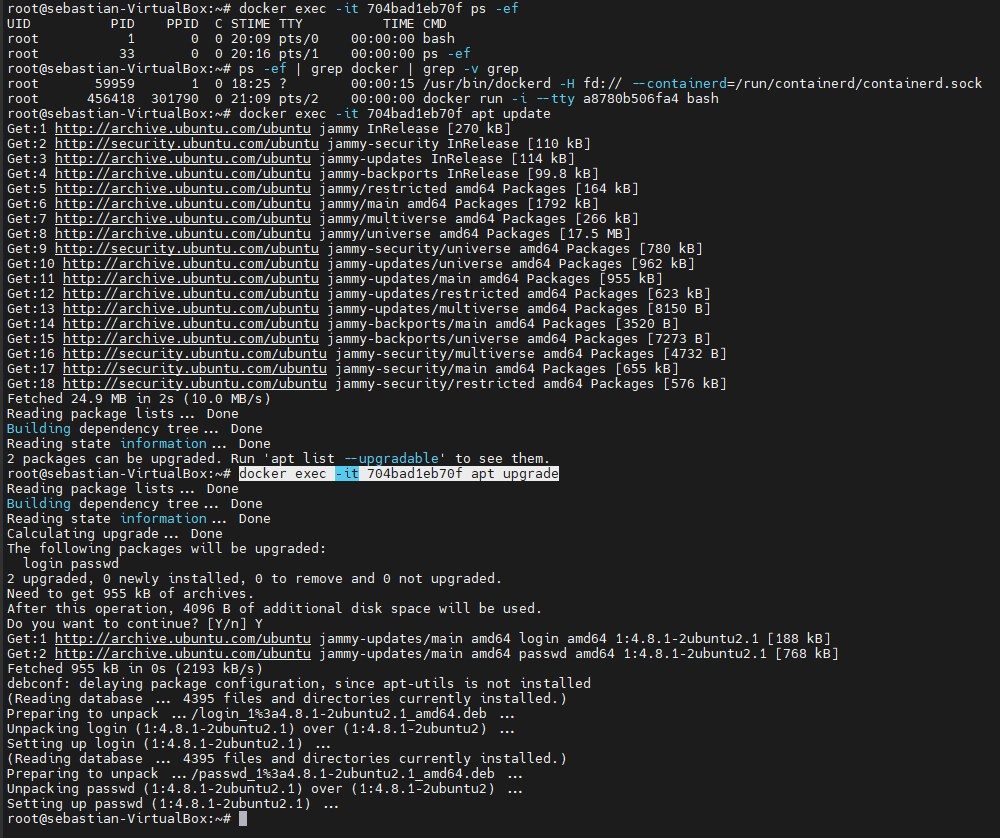 root@sebastian-VirtualBox:~# docker exec -it 704bad1eb70f ps -ef
UID          PID    PPID  C STIME TTY          TIME CMD
root           1       0  0 20:09 pts/0    00:00:00 bash
root          33       0  0 20:16 pts/1    00:00:00 ps -ef
root@sebastian-VirtualBox:~# ps -ef | grep docker | grep -v grep
root       59959       1  0 18:25 ?        00:00:15 /usr/bin/dockerd -H fd:// --containerd=/run/containerd/containerd.sock
root      456418  301790  0 21:09 pts/2    00:00:00 docker run -i --tty a8780b506fa4 bash
root@sebastian-VirtualBox:~# docker exec -it 704bad1eb70f apt update
Get:1 http://archive.ubuntu.com/ubuntu jammy InRelease [270 kB]
Get:2 http://security.ubuntu.com/ubuntu jammy-security InRelease [110 kB]
Get:3 http://archive.ubuntu.com/ubuntu jammy-updates InRelease [114 kB]
Get:4 http://archive.ubuntu.com/ubuntu jammy-backports InRelease [99.8 kB]
Get:5 http://archive.ubuntu.com/ubuntu jammy/restricted amd64 Packages [164 kB]
Get:6 http://archive.ubuntu.com/ubuntu jammy/main amd64 Packages [1792 kB]
Get:7 http://archive.ubuntu.com/ubuntu jammy/multiverse amd64 Packages [266 kB]
Get:8 http://archive.ubuntu.com/ubuntu jammy/universe amd64 Packages [17.5 MB]
Get:9 http://security.ubuntu.com/ubuntu jammy-security/universe amd64 Packages [780 kB]
Get:10 http://archive.ubuntu.com/ubuntu jammy-updates/universe amd64 Packages [962 kB]
Get:11 http://archive.ubuntu.com/ubuntu jammy-updates/main amd64 Packages [955 kB]
Get:12 http://archive.ubuntu.com/ubuntu jammy-updates/restricted amd64 Packages [623 kB]
Get:13 http://archive.ubuntu.com/ubuntu jammy-updates/multiverse amd64 Packages [8150 B]
Get:14 http://archive.ubuntu.com/ubuntu jammy-backports/main amd64 Packages [3520 B]
Get:15 http://archive.ubuntu.com/ubuntu jammy-backports/universe amd64 Packages [7273 B]
Get:16 http://security.ubuntu.com/ubuntu jammy-security/multiverse amd64 Packages [4732 B]
Get:17 http://security.ubuntu.com/ubuntu jammy-security/main amd64 Packages [655 kB]
Get:18 http://security.ubuntu.com/ubuntu jammy-security/restricted amd64 Packages [576 kB]
Fetched 24.9 MB in 2s (10.0 MB/s)
Reading package lists... Done
Building dependency tree... Done
Reading state information... Done
2 packages can be upgraded. Run 'apt list --upgradable' to see them.
root@sebastian-VirtualBox:~# docker exec -it 704bad1eb70f apt upgrade
Reading package lists... Done
Building dependency tree... Done
Reading state information... Done
Calculating upgrade... Done
The following packages will be upgraded:
  login passwd
2 upgraded, 0 newly installed, 0 to remove and 0 not upgraded.
Need to get 955 kB of archives.
After this operation, 4096 B of additional disk space will be used.
Do you want to continue? [Y/n] Y
Get:1 http://archive.ubuntu.com/ubuntu jammy-updates/main amd64 login amd64 1:4.8.1-2ubuntu2.1 [188 kB]
Get:2 http://archive.ubuntu.com/ubuntu jammy-updates/main amd64 passwd amd64 1:4.8.1-2ubuntu2.1 [768 kB]
Fetched 955 kB in 0s (2193 kB/s)
debconf: delaying package configuration, since apt-utils is not installed
(Reading database ... 4395 files and directories currently installed.)
Preparing to unpack .../login_1%3a4.8.1-2ubuntu2.1_amd64.deb ...
Unpacking login (1:4.8.1-2ubuntu2.1) over (1:4.8.1-2ubuntu2) ...
Setting up login (1:4.8.1-2ubuntu2.1) ...
(Reading database ... 4395 files and directories currently installed.)
Preparing to unpack .../passwd_1%3a4.8.1-2ubuntu2.1_amd64.deb ...
Unpacking passwd (1:4.8.1-2ubuntu2.1) over (1:4.8.1-2ubuntu2) ...
Setting up passwd (1:4.8.1-2ubuntu2.1) ...
root@sebastian-VirtualBox:~#